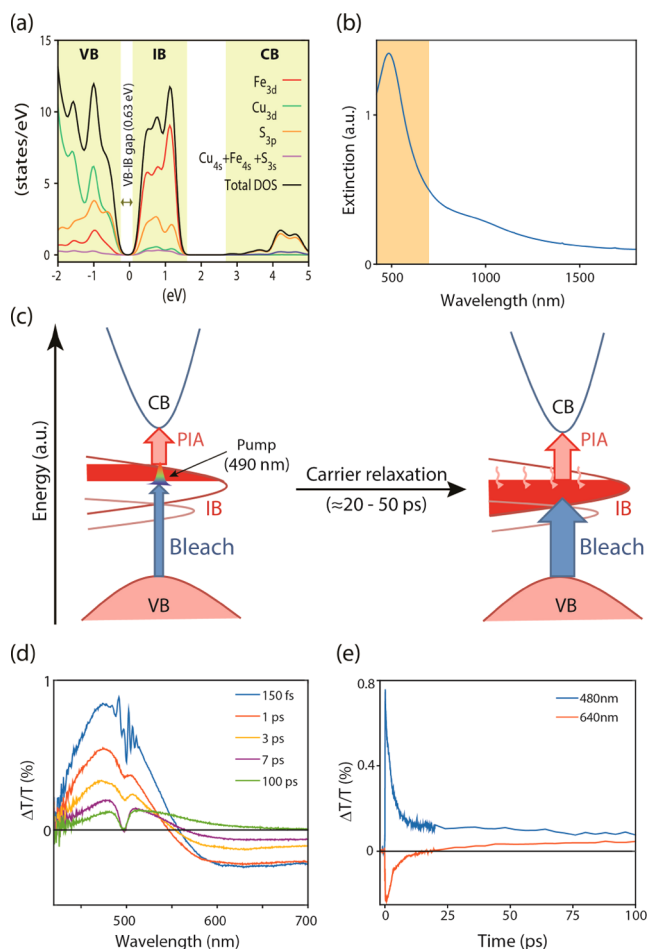 (a)
VB
IB
CB
15
10
5
0
(states/eV)
VB-IB gap (0.63 eV)
Fe3d
Cu3d
S3p
Cu4s+Fe4s+S3s
Total DOS
-2
-1
0
1
2
3
4
5
(eV)
(b)
1
0
Extinction (a.u.)
500
1000
1500
Wavelength (nm)
(c)
Energy (a.u.)
CB
PIA
Pump
(490 nm)
IB
Bleach
VB
Carrier relaxation
(≈20 - 50 ps)
CB
PIA
IB
Bleach
VB
(d)
1
0
ΔT/T (%)
150 fs
1 ps
3 ps
7 ps
100 ps
500
600
700
Wavelength (nm)
(e)
0.8
0.4
0
ΔT/T (%)
480nm
640nm
0
25
50
75
100
Time (ps)